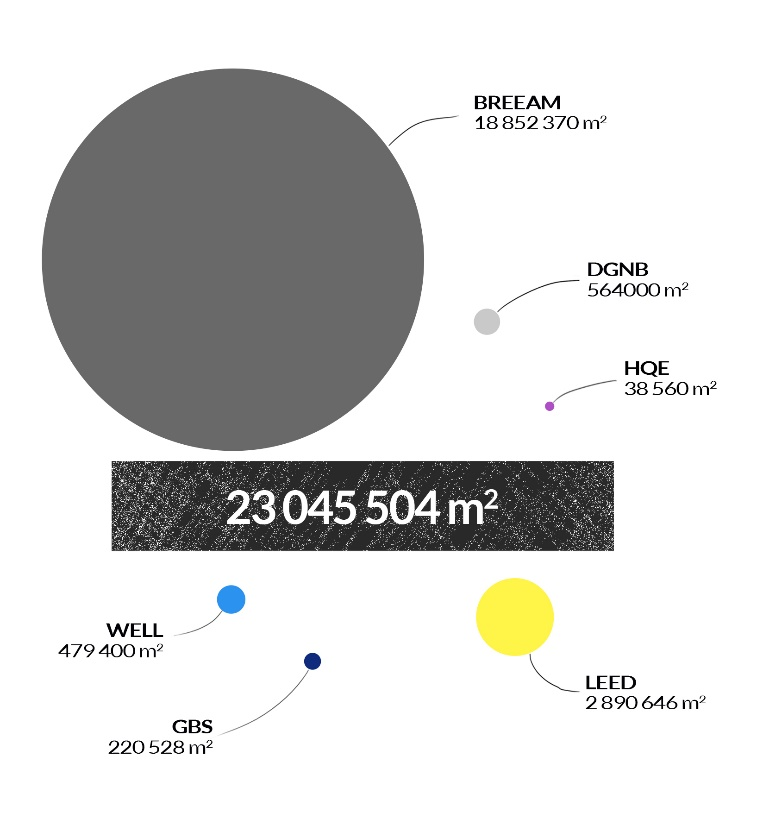 BREEAM
18 852 370 m²
DGNB
564000 m²
HQE
38 560 m²
23 045 504 m²
WELL
479 400 m²
LEED
2 890 646 m²
GBS
220 528 m²